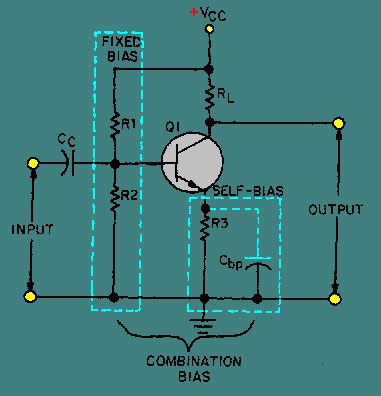 +VCC
FIXED
BIAS
RL
R1
Q1
CC
R2
SELF-BIAS
R3
OUTPUT
INPUT
Cbp
COMBINATION
BIAS